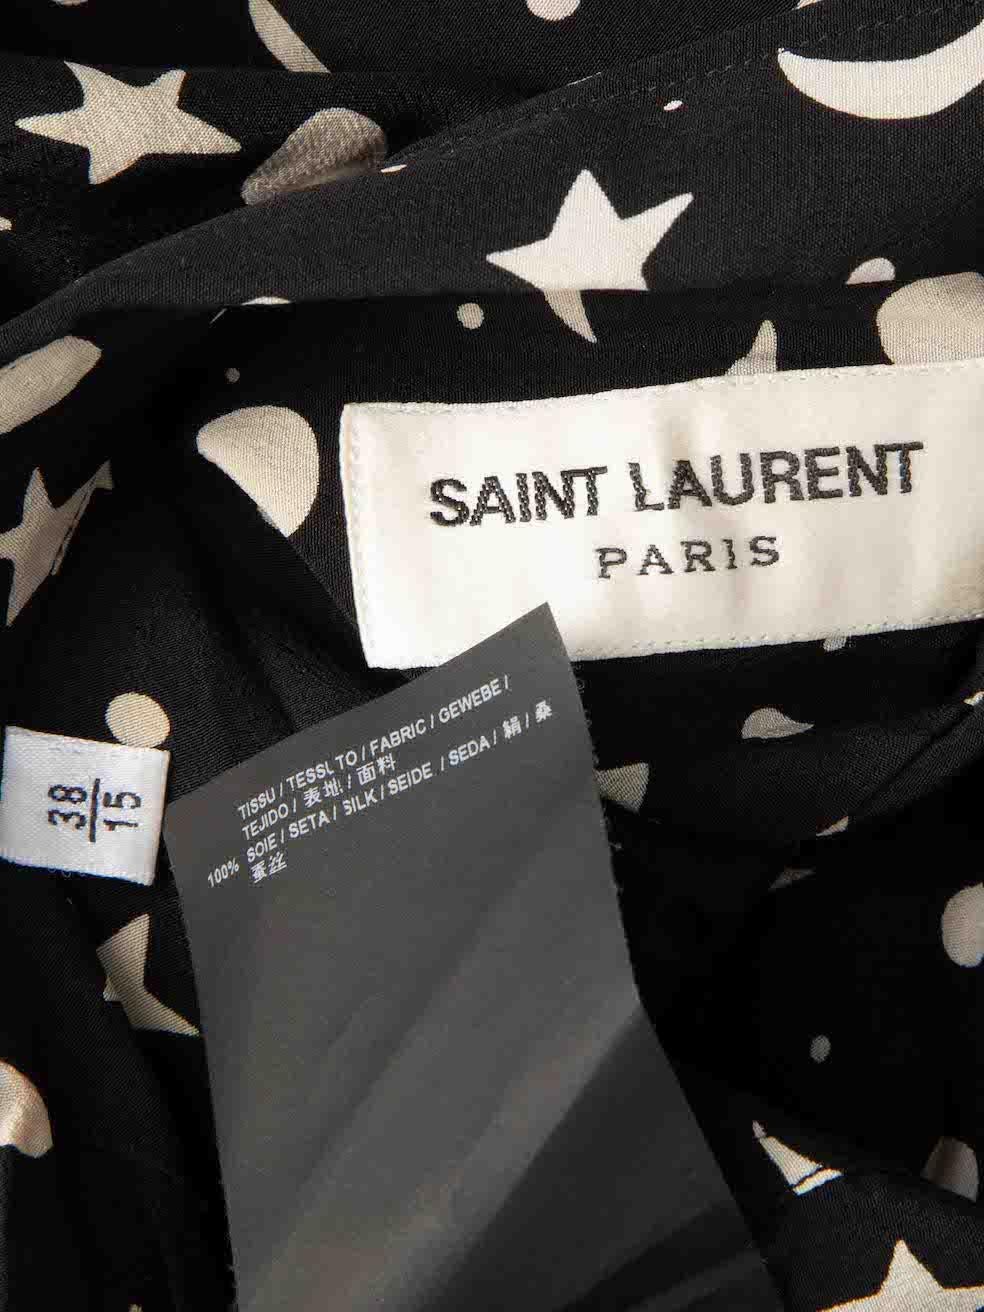 SAINT LAURENT
PARIS
TISSU / TESSUTO / FABRIC / GEWEBE /
TEJIDO / 表地 / 面料
100% SOIE / SETA / SILK / SEIDE / SEDA / 絹 / 桑
蚕丝
38
15